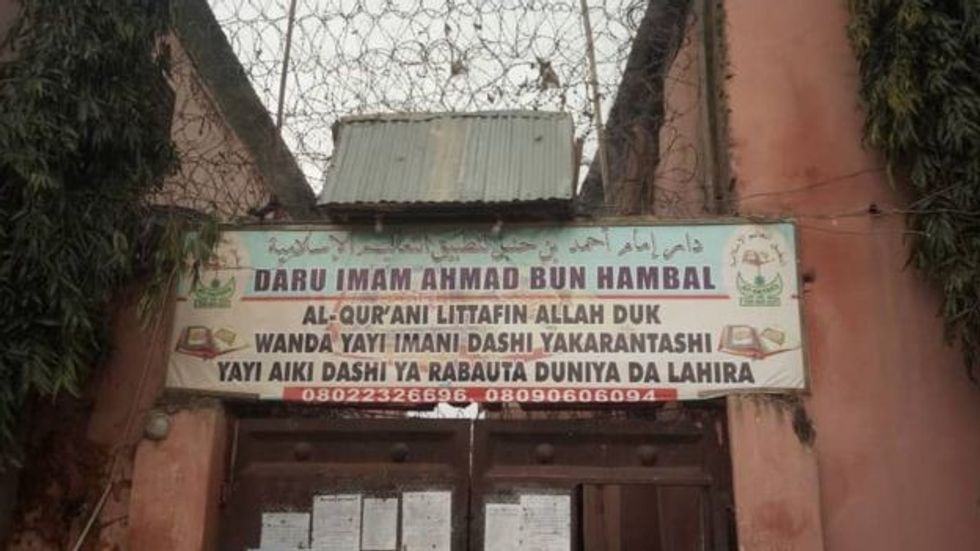 دار إمام أحمد بن حنبل لتطبيق التعاليم الإسلامية
DARU IMAM AHMAD BUN HAMBAL
AL-QUR'ANI LITTAFIN ALLAH DUK
WANDA YAYI IMANI DASHI YAKARANTASHI
YAYI AIKI DASHI YA RABAUTA DUNIYA DA LAHIRA
08022326696, 08090606094